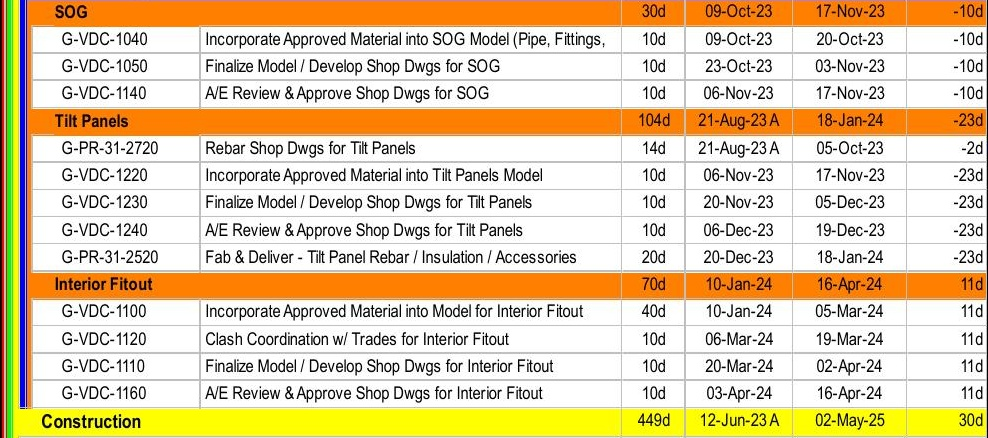 SOG 30d 09-Oct-23 17-Nov-23 -10d
G-VDC-1040 Incorporate Approved Material into SOG Model (Pipe, Fittings, 10d 09-Oct-23 20-Oct-23 -10d
G-VDC-1050 Finalize Model / Develop Shop Dwgs for SOG 10d 23-Oct-23 03-Nov-23 -10d
G-VDC-1140 A/E Review & Approve Shop Dwgs for SOG 10d 06-Nov-23 17-Nov-23 -10d
Tilt Panels 104d 21-Aug-23 A 18-Jan-24 -23d
G-PR-31-2720 Rebar Shop Dwgs for Tilt Panels 14d 21-Aug-23 A 05-Oct-23 -2d
G-VDC-1220 Incorporate Approved Material into Tilt Panels Model 10d 06-Nov-23 17-Nov-23 -23d
G-VDC-1230 Finalize Model / Develop Shop Dwgs for Tilt Panels 10d 20-Nov-23 05-Dec-23 -23d
G-VDC-1240 A/E Review & Approve Shop Dwgs for Tilt Panels 10d 06-Dec-23 19-Dec-23 -23d
G-PR-31-2520 Fab & Deliver - Tilt Panel Rebar / Insulation / Accessories 20d 20-Dec-23 18-Jan-24 -23d
Interior Fitout 70d 10-Jan-24 16-Apr-24 11d
G-VDC-1100 Incorporate Approved Material into Model for Interior Fitout 40d 10-Jan-24 05-Mar-24 11d
G-VDC-1120 Clash Coordination w/ Trades for Interior Fitout 10d 06-Mar-24 19-Mar-24 11d
G-VDC-1110 Finalize Model / Develop Shop Dwgs for Interior Fitout 10d 20-Mar-24 02-Apr-24 11d
G-VDC-1160 A/E Review & Approve Shop Dwgs for Interior Fitout 10d 03-Apr-24 16-Apr-24 11d
Construction 449d 12-Jun-23 A 02-May-25 30d